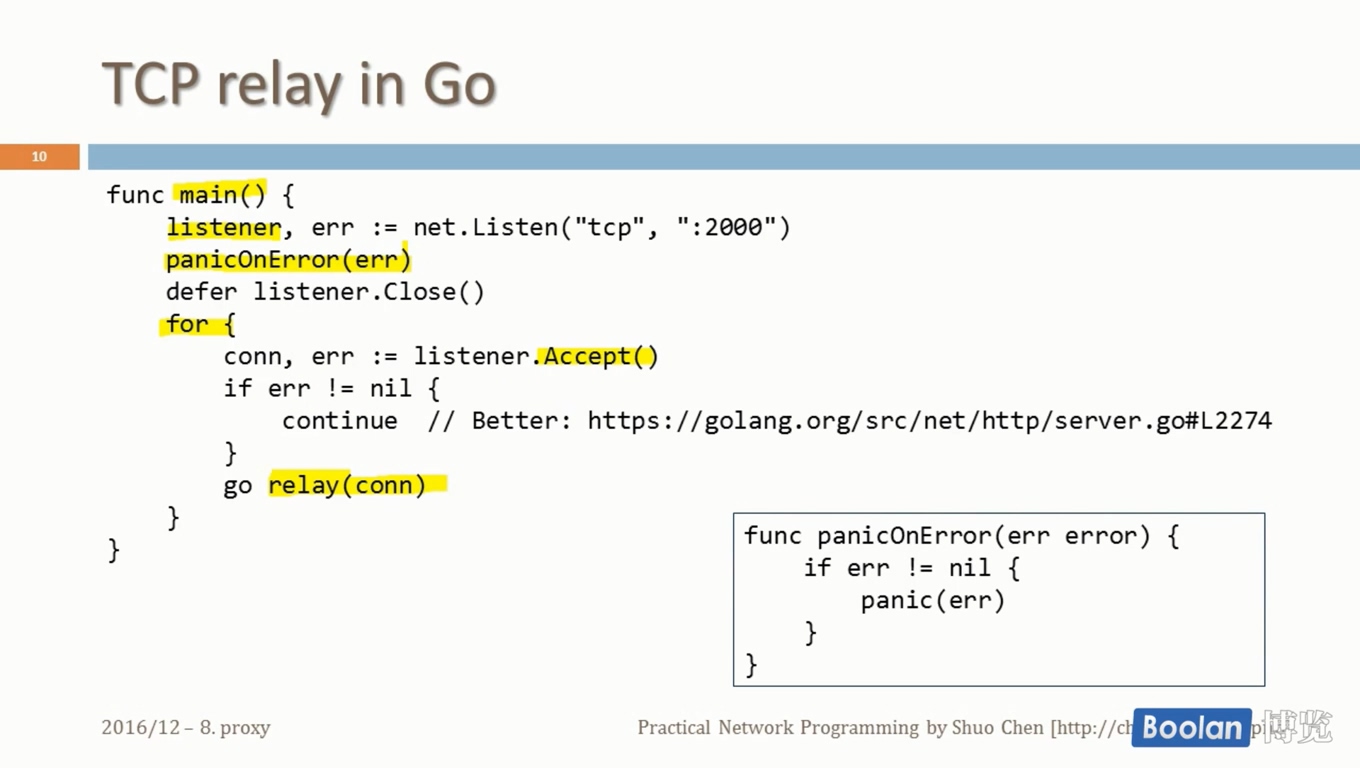 TCP relay in Go
10
func main() {
    listener, err := net.Listen("tcp", ":2000")
    panicOnError(err)
    defer listener.Close()
    for {
        conn, err := listener.Accept()
        if err != nil {
            continue  // Better: https://golang.org/src/net/http/server.go#L2274
        }
        go relay(conn)
    }
}
func panicOnError(err error) {
    if err != nil {
        panic(err)
    }
}
2016/12 – 8. proxy
Practical Network Programming by Shuo Chen [http://ch
Boolan 博览